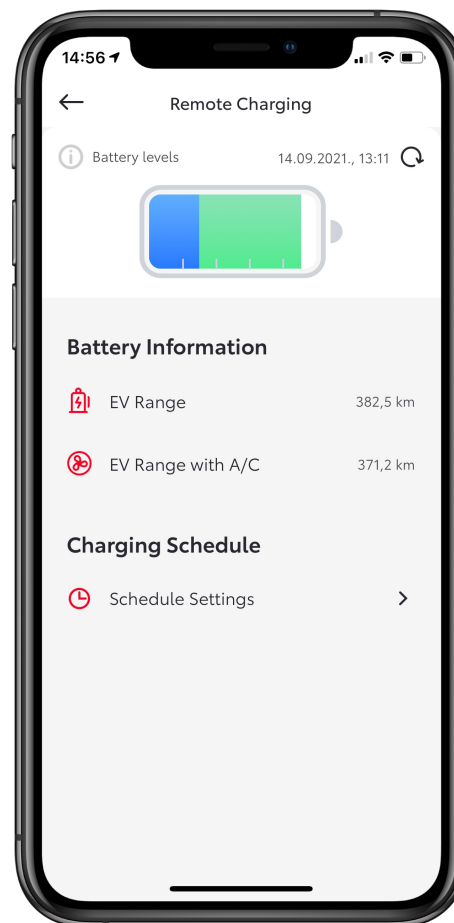 14:56
Remote Charging
Battery levels 14.09.2021., 13:11
Battery Information
EV Range 382,5 km
EV Range with A/C 371,2 km
Charging Schedule
Schedule Settings